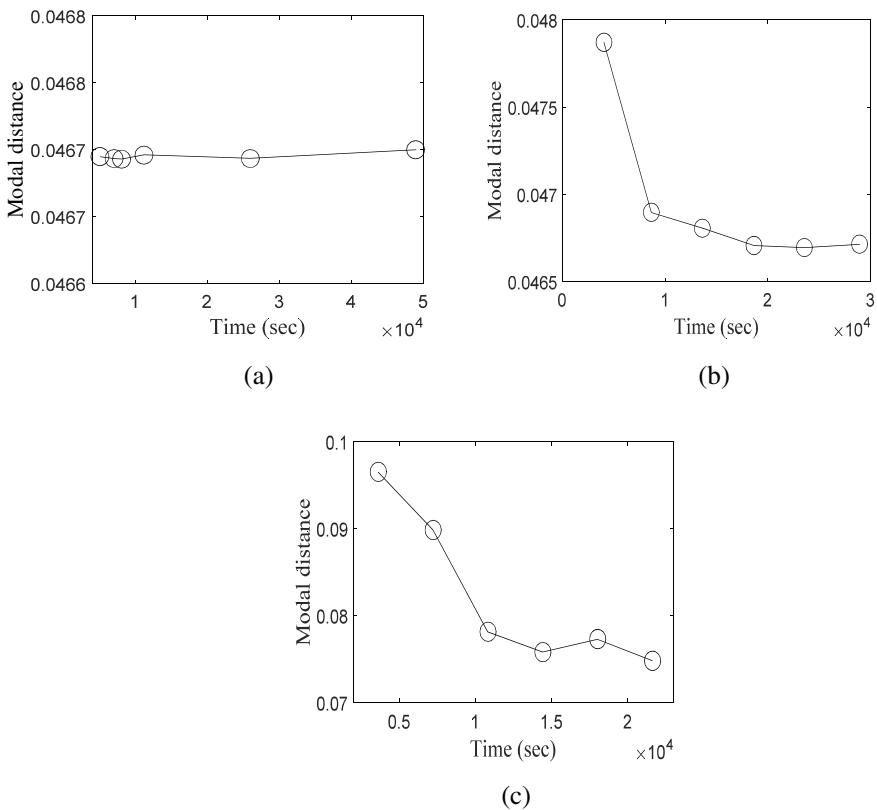 0.0468
0.0468
0.0467
0.0467
0.0466
Modal distance
1 2 3 4 5
Time (sec)
×10⁴
(a)
0.048
0.0475
0.047
0.0465
Modal distance
0 1 2 3
Time (sec)
×10⁴
(b)
0.1
0.09
0.08
0.07
Modal distance
0.5 1 1.5 2
Time (sec)
×10⁴
(c)